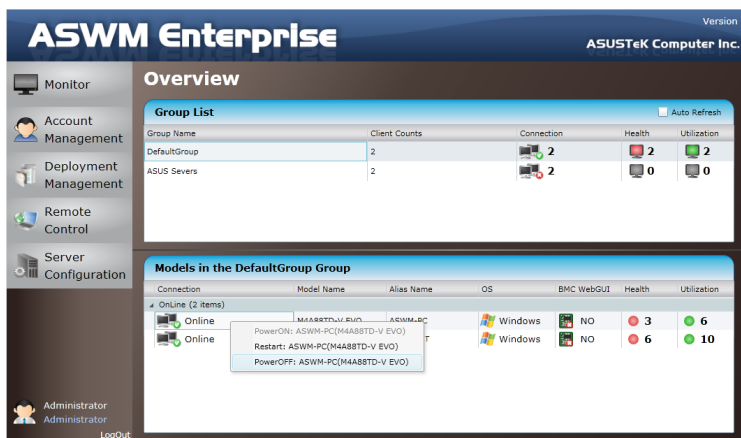 Version
ASWM Enterprise
ASUSTeK Computer Inc.
Monitor
Account
Management
Deployment
Management
Remote
Control
Server
Configuration
Overview
Group List
Auto Refresh
Group Name Client Counts Connection Health Utilization
DefaultGroup 2 2 2 2
ASUS Severs 2 2 0 0
Models in the DefaultGroup Group
Connection Model Name Alias Name OS BMC WebGUI Health Utilization
OnLine (2 items)
Online M4A88TD-V EVO ASWM-PC Windows NO 3 6
Online T Windows NO 6 10
PowerON: ASWM-PC(M4A88TD-V EVO)
Restart: ASWM-PC(M4A88TD-V EVO)
PowerOFF: ASWM-PC(M4A88TD-V EVO)
Administrator
Administrator
LogOut